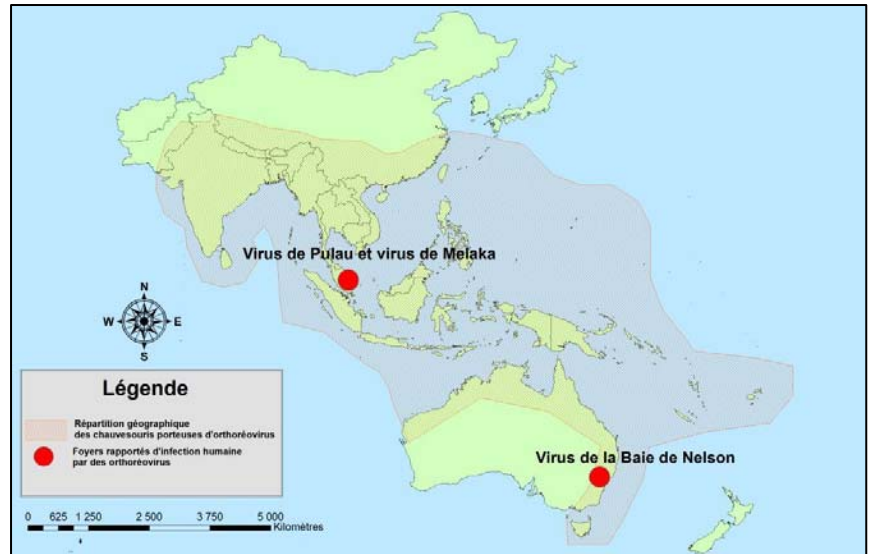 Virus de Pulau et virus de Melaka
N
W E
S
Légende
Répartition géographique
des chauvesouris porteuses d'orthoréovirus
Foyers rapportés d'infection humaine
par des orthoréovirus
Virus de la Baie de Nelson
0 625 1 250 2 500 3 750 5 000
Kilomètres